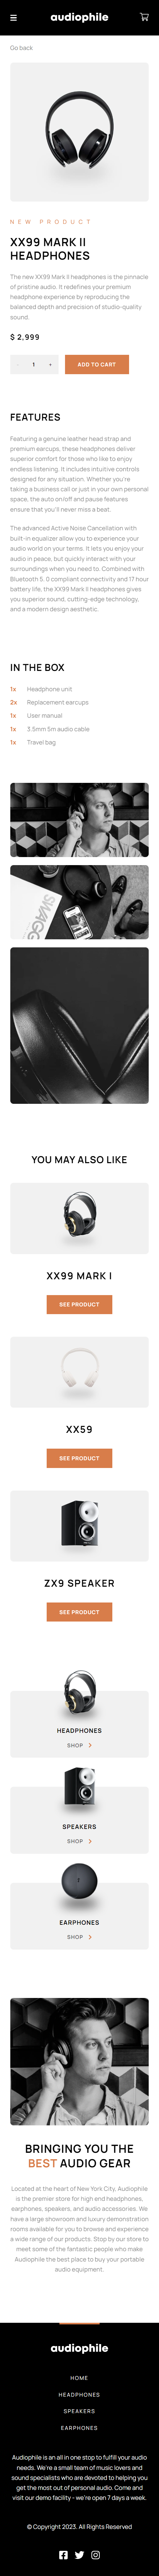 audiophile
Go back
NEW PRODUCT
XX99 MARK II
HEADPHONES
The new XX99 Mark II headphones is the pinnacle
of pristine audio. It redefines your premium
headphone experience by reproducing the
balanced depth and precision of studio-quality
sound.
$ 2,999
- 1 + ADD TO CART
FEATURES
Featuring a genuine leather head strap and
premium earcups, these headphones deliver
superior comfort for those who like to enjoy
endless listening. It includes intuitive controls
designed for any situation. Whether you're
taking a business call or just in your own personal
space, the auto on/off and pause features
ensure that you'll never miss a beat.
The advanced Active Noise Cancellation with
built-in equalizer allow you to experience your
audio world on your terms. It lets you enjoy your
audio in peace, but quickly interact with your
surroundings when you need to. Combined with
Bluetooth 5. 0 compliant connectivity and 17 hour
battery life, the XX99 Mark II headphones gives
you superior sound, cutting-edge technology,
and a modern design aesthetic.
IN THE BOX
1x Headphone unit
2x Replacement earcups
1x User manual
1x 3.5mm 5m audio cable
1x Travel bag
YOU MAY ALSO LIKE
XX99 MARK I
SEE PRODUCT
XX59
SEE PRODUCT
ZX9 SPEAKER
SEE PRODUCT
HEADPHONES
SHOP
SPEAKERS
SHOP
EARPHONES
SHOP
BRINGING YOU THE
BEST AUDIO GEAR
Located at the heart of New York City, Audiophile
is the premier store for high end headphones,
earphones, speakers, and audio accessories. We
have a large showroom and luxury demonstration
rooms available for you to browse and experience
a wide range of our products. Stop by our store to
meet some of the fantastic people who make
Audiophile the best place to buy your portable
audio equipment.
audiophile
HOME
HEADPHONES
SPEAKERS
EARPHONES
Audiophile is an all in one stop to fulfill your audio
needs. We're a small team of music lovers and
sound specialists who are devoted to helping you
get the most out of personal audio. Come and
visit our demo facility - we're open 7 days a week.
© Copyright 2023. All Rights Reserved